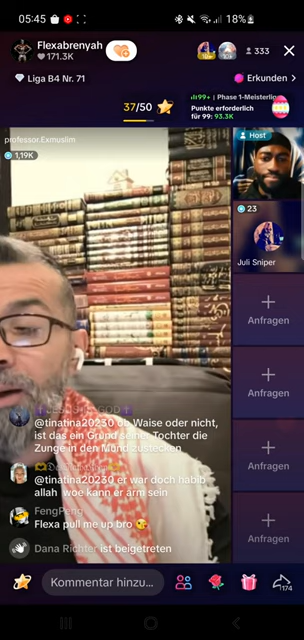 05:45
18%
Flexabrenyah
171.3K
333
Liga B4 Nr. 71
Erkunden >
37/50
99+ | Phase 1-Meisterlig
Punkte erforderlich
für 99: 93.3K
professor.Exmuslim
1,19K
Host
23
Juli Sniper
Anfragen
Anfragen
Anfragen
Anfragen
@tinatina20230 ob Waise oder nicht,
ist das ein Grund seiner Tochter die
Zunge in den Mund zustecken
@tinatina20230 er war doch habib
allah woe kann er arm sein
FengPeng
Flexa pull me up bro 😘
Dana Richter ist beigetreten
Kommentar hinzu...
174